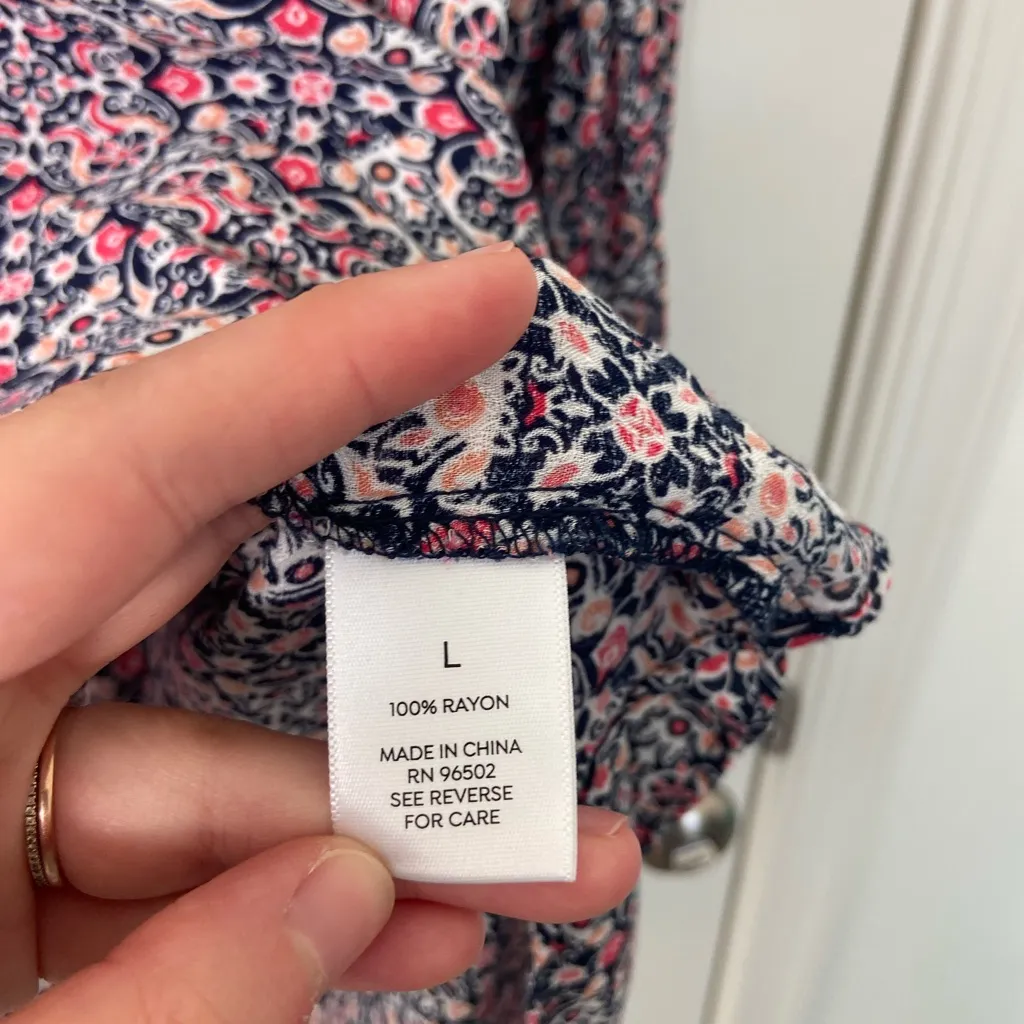 L
100% RAYON
MADE IN CHINA
RN 96502
SEE REVERSE
FOR CARE